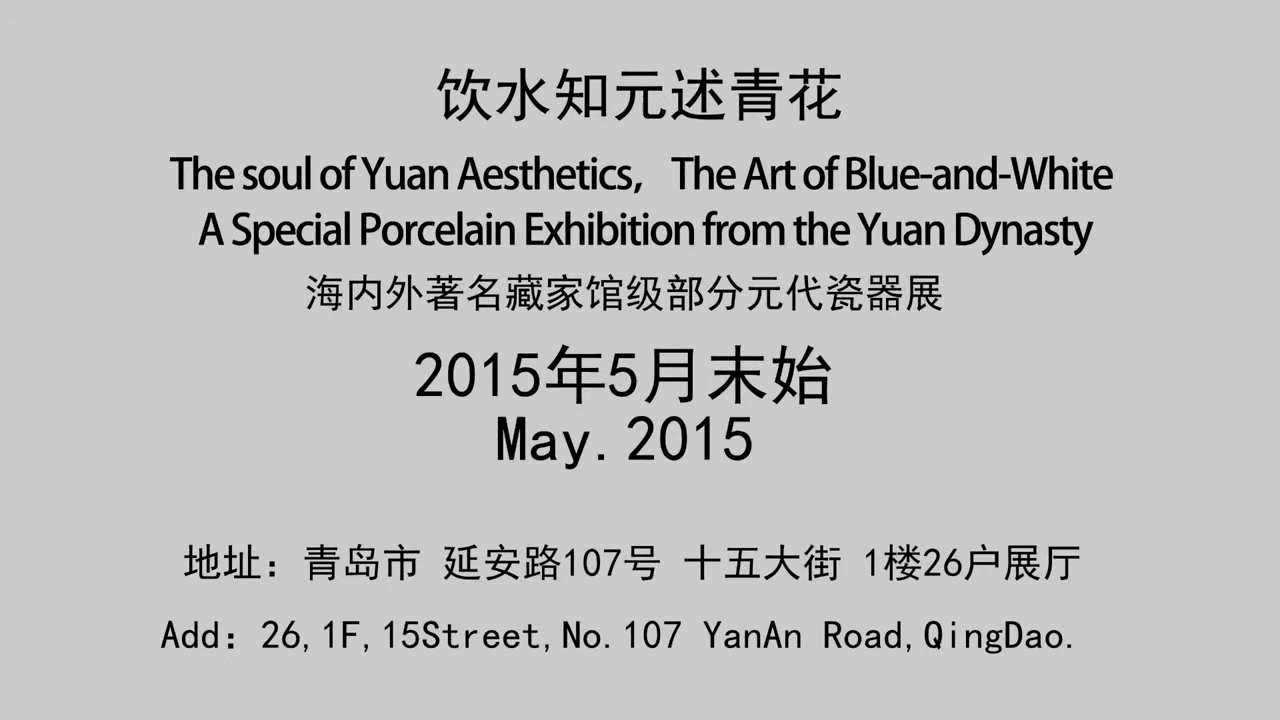 饮水知元述青花
The soul of Yuan Aesthetics，The Art of Blue-and-White
A Special Porcelain Exhibition from the Yuan Dynasty
海内外著名藏家馆级部分元代瓷器展
2015年5月末始
May. 2015
地址：青岛市 延安路107号 十五大街 1楼26户展厅
Add：26,1F,15Street,No.107 YanAn Road,QingDao.